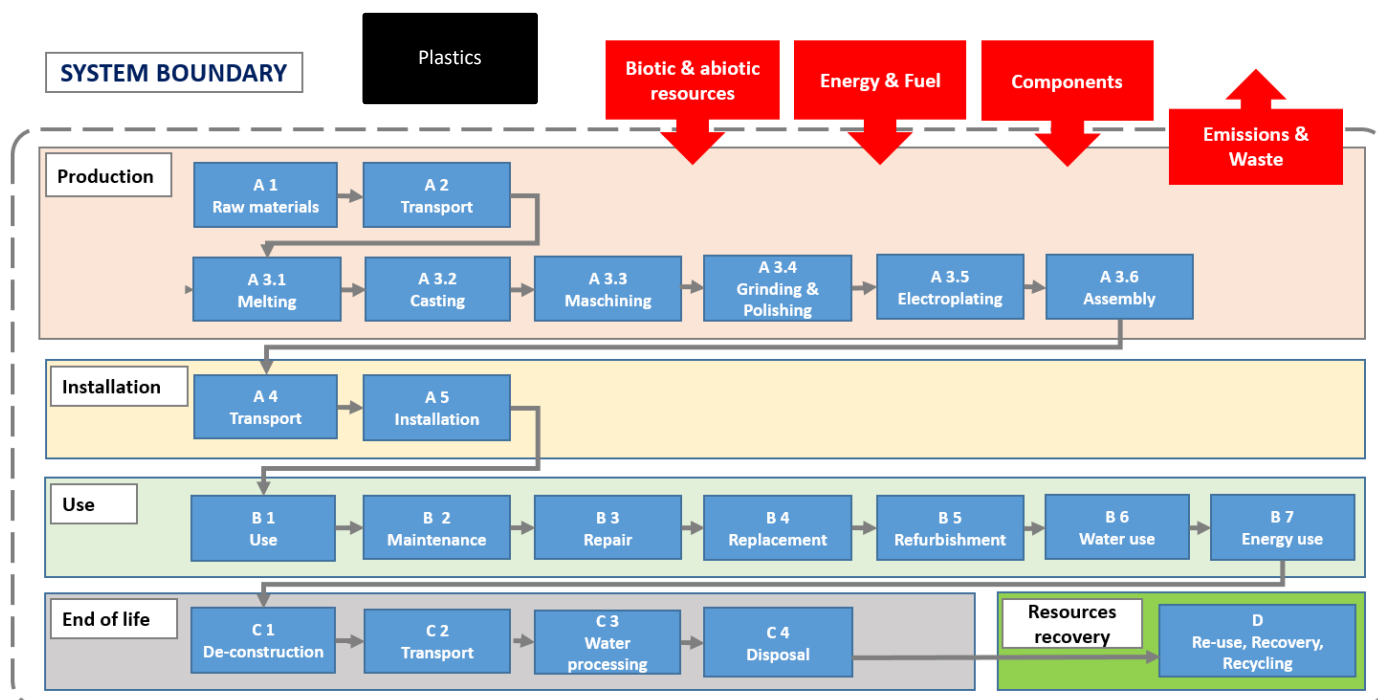 SYSTEM BOUNDARY
Plastics
Biotic & abiotic
resources
Energy & Fuel
Components
Emissions &
Waste
Production
A 1
Raw materials
A 2
Transport
A 3.1
Melting
A 3.2
Casting
A 3.3
Maschining
A 3.4
Grinding &
Polishing
A 3.5
Electroplating
A 3.6
Assembly
Installation
A 4
Transport
A 5
Installation
Use
B 1
Use
B 2
Maintenance
B 3
Repair
B 4
Replacement
B 5
Refurbishment
B 6
Water use
B 7
Energy use
End of life
C 1
De-construction
C 2
Transport
C 3
Water
processing
C 4
Disposal
Resources
recovery
D
Re-use, Recovery,
Recycling